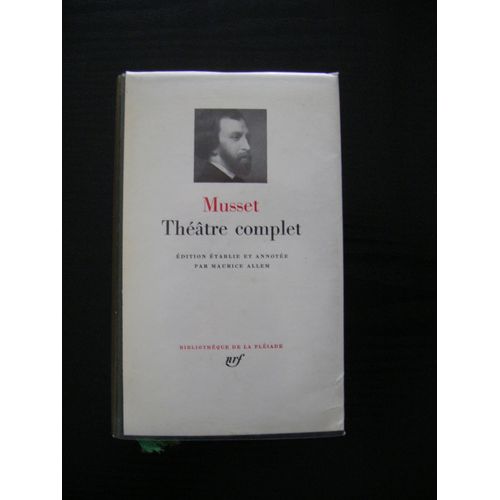 Musset
Théâtre complet
ÉDITION ÉTABLIE ET ANNOTÉE
PAR MAURICE ALLEM
BIBLIOTHÈQUE DE LA PLÉIADE
nrf